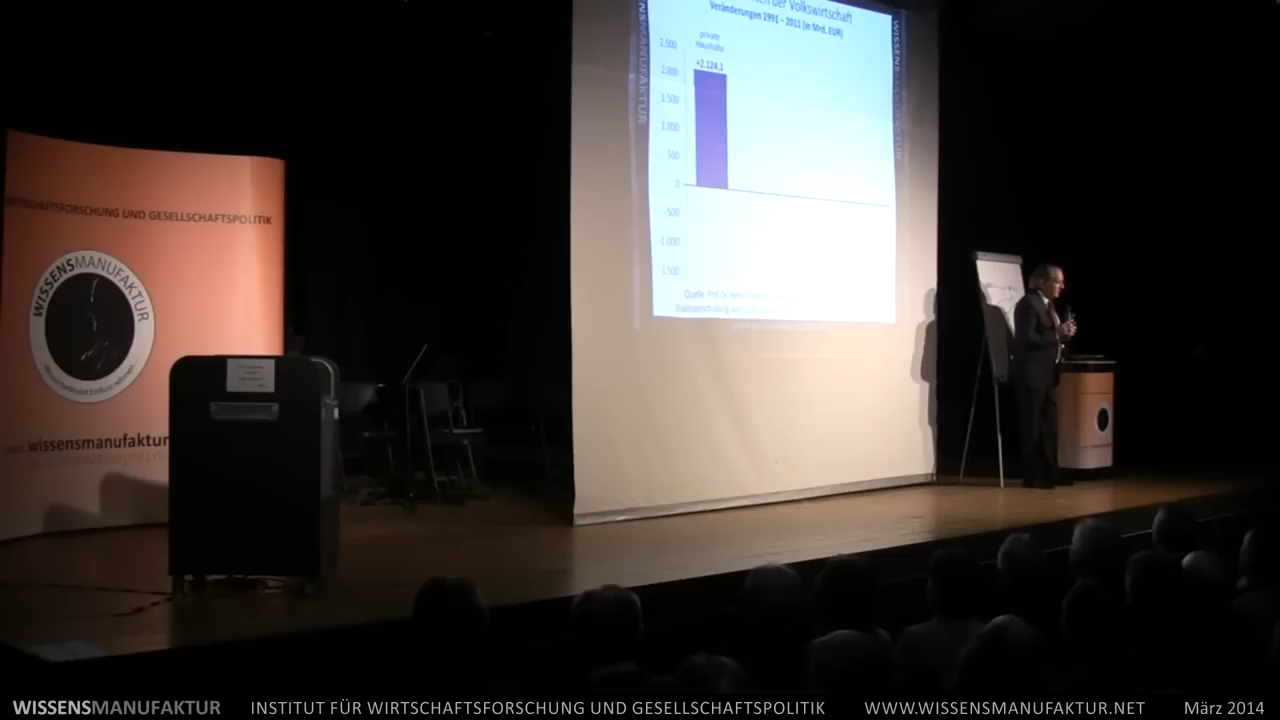 der Volkswirtschaft
Veränderungen 1991 – 2011 (in Mrd. EUR)
private
Haushalte
+2.124,1
2.500
2.000
1.500
1.000
500
0
-500
1.000
1.500
Quelle: Prof. Dr.
WISSENSMANUFAKTUR
WISSENSMANUFAKTUR
UND GESELLSCHAFTSPOLITIK
WISSENSMANUFAKTUR
wissensmanufaktur
WISSENSMANUFAKTUR INSTITUT FÜR WIRTSCHAFTSFORSCHUNG UND GESELLSCHAFTSPOLITIK WWW.WISSENSMANUFAKTUR.NET März 2014